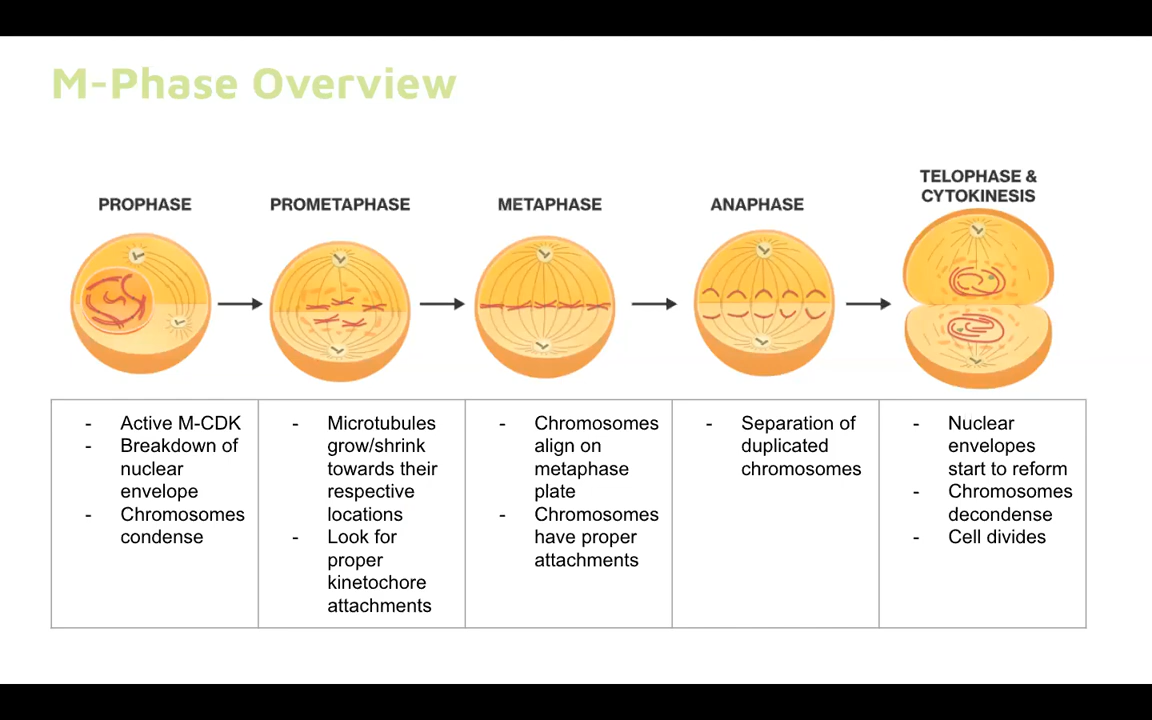 M-Phase Overview
PROPHASE
PROMETAPHASE
METAPHASE
ANAPHASE
TELOPHASE &
CYTOKINESIS
- Active M-CDK
- Breakdown of
nuclear
envelope
- Chromosomes
condense
- Microtubules
grow/shrink
towards their
respective
locations
- Look for
proper
kinetochore
attachments
- Chromosomes
align on
metaphase
plate
- Chromosomes
have proper
attachments
- Separation of
duplicated
chromosomes
- Nuclear
envelopes
start to reform
- Chromosomes
decondense
- Cell divides